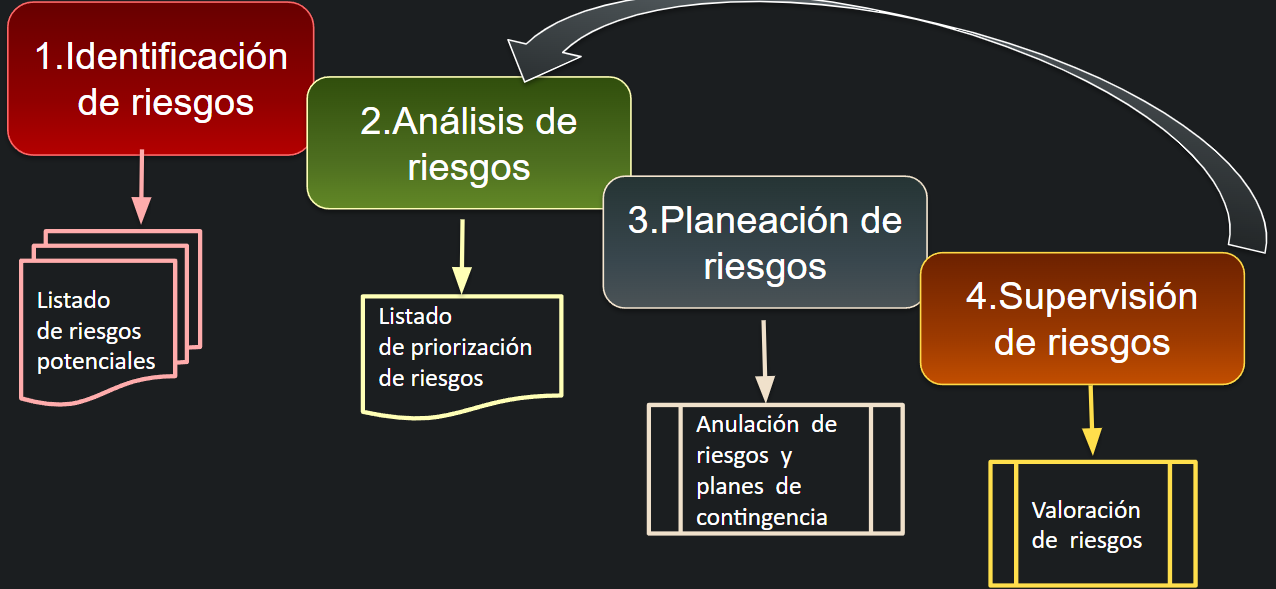 1.Identificación
de riesgos
2.Análisis de
riesgos
3.Planeación de
riesgos
4.Supervisión
de riesgos
Listado
de riesgos
potenciales
Listado
de priorización
de riesgos
Anulación de
riesgos y
planes de
contingencia
Valoración
de riesgos